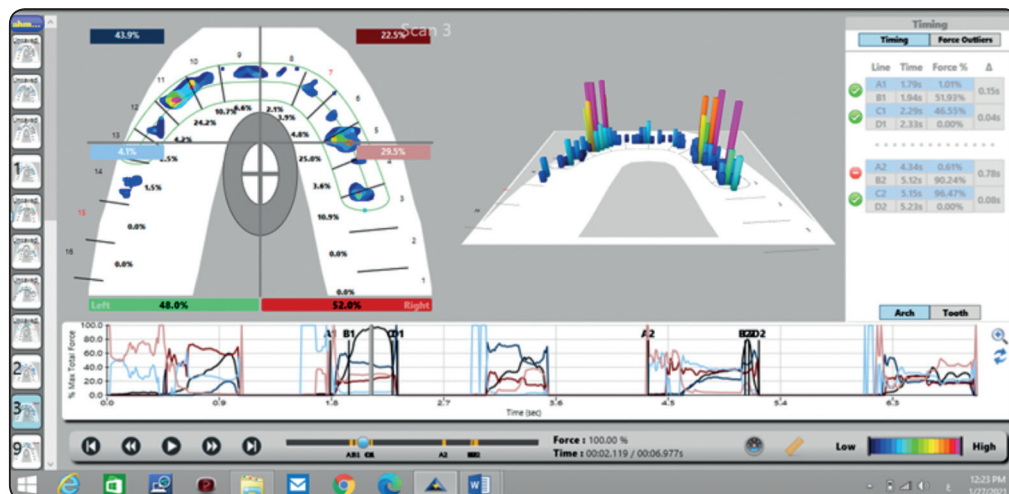 Scan 3
43.9%
22.5%
4.1%
29.5%
Unsaved
Unsaved
1
Unsaved
Unsaved
Unsaved
Unsaved
2
3
9
16
15
14
13
12
11
10
9
8
7
6
5
4
3
2
1
0.0%
0.0%
1.5%
2.5%
4.2%
24.2%
10.7%
6.6%
2.1%
3.9%
4.8%
25.0%
3.6%
10.9%
0.0%
0.0%
Left 48.0% 52.0% Right
Timing
Timing Force Outliers
Line Time Force % Δ
A1 1.79s 1.01% 0.15s
B1 1.94s 51.93%
C1 2.29s 46.55% 0.04s
D1 2.33s 0.00%
A2 4.34s 0.61% 0.78s
B2 5.12s 90.24%
C2 5.15s 96.47% 0.08s
D2 5.23s 0.00%
Arch Tooth
% Max Total Force
100.0
80.0
60.0
40.0
20.0
0.0
A1 B1 A2 D2
0.0 0.9 1.8 2.7 3.6 4.5 5.4 6.3
Time (sec)
A2
Force : 100.00 %
Time : 00:02.119 / 00:06.977s
Low High
12:23 PM
1/27/2021